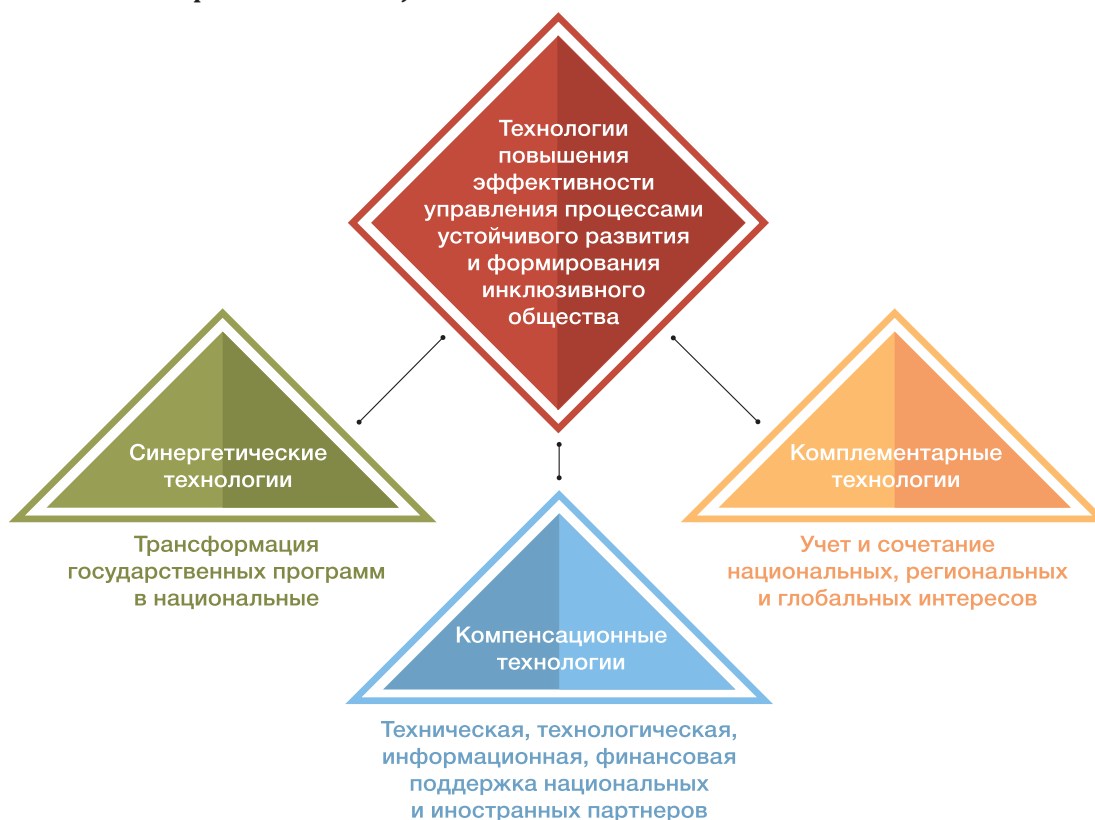 Технологии
повышения
эффективности
управления процессами
устойчивого развития
и формирования
инклюзивного
общества
Синергетические
технологии
Трансформация
государственных программ
в национальные
Компенсационные
технологии
Техническая, технологическая,
информационная, финансовая
поддержка национальных
и иностранных партнеров
Комплементарные
технологии
Учет и сочетание
национальных, региональных
и глобальных интересов